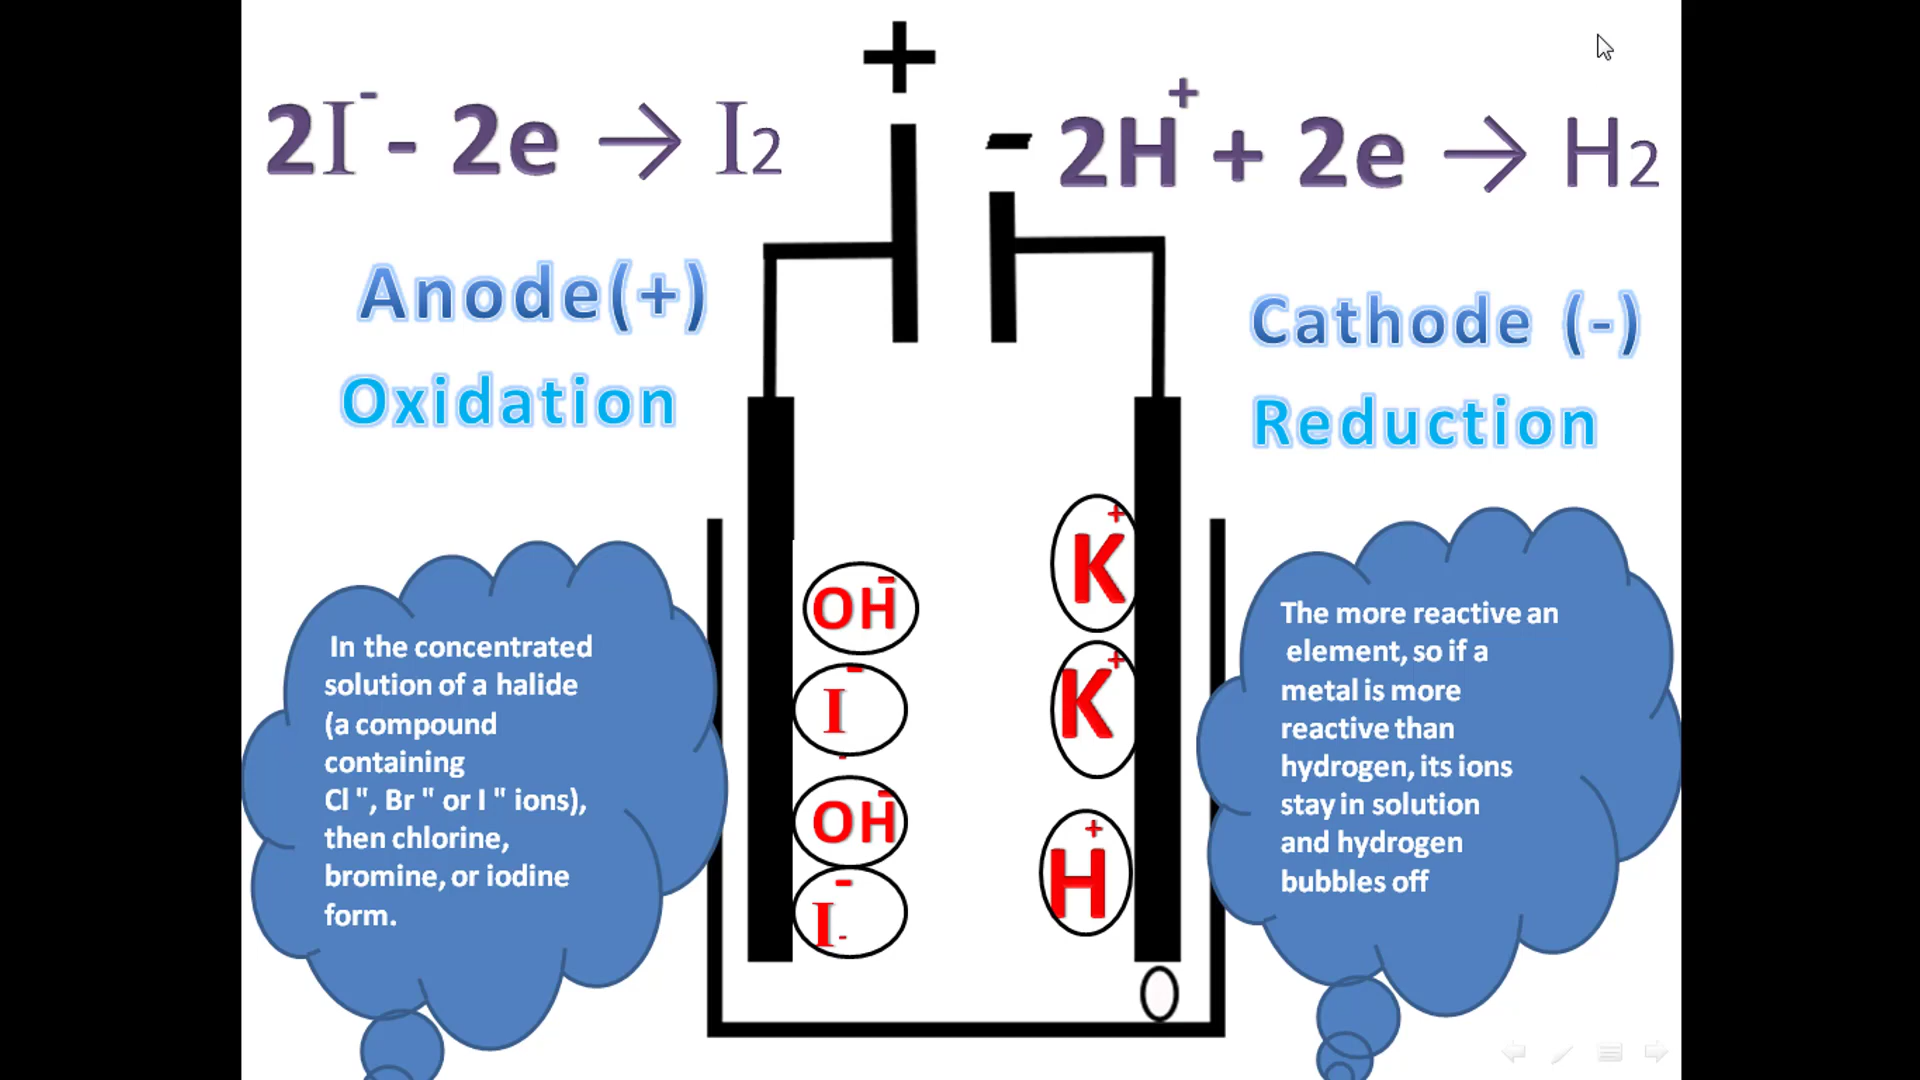 +
2I⁻ - 2e → I₂
-
2H⁺ + 2e → H₂
Anode(+)
Oxidation
Cathode (-)
Reduction
In the concentrated
solution of a halide
(a compound
containing
Cl ", Br " or I " ions),
then chlorine,
bromine, or iodine
form.
OH⁻
I⁻
OH⁻
I⁻
K⁺
K⁺
H⁺
The more reactive an
element, so if a
metal is more
reactive than
hydrogen, its ions
stay in solution
and hydrogen
bubbles off